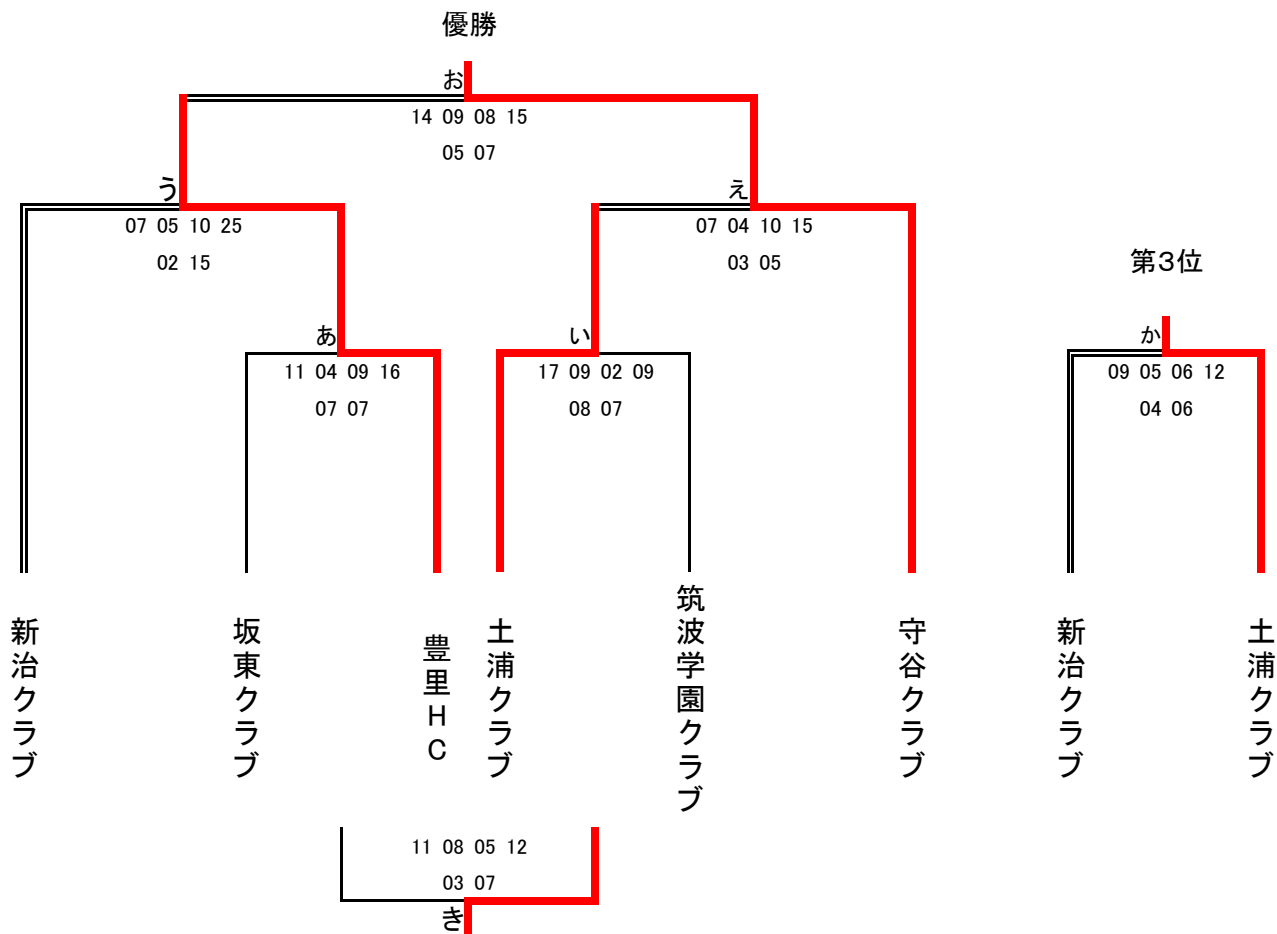 優勝
お
14 09 08 15
05 07
う
07 05 10 25
02 15
え
07 04 10 15
03 05
第3位
あ
11 04 09 16
07 07
い
17 09 02 09
08 07
か
09 05 06 12
04 06
新治クラブ
坂東クラブ
豊里HC
土浦クラブ
筑波学園クラブ
守谷クラブ
新治クラブ
土浦クラブ
11 08 05 12
03 07
き